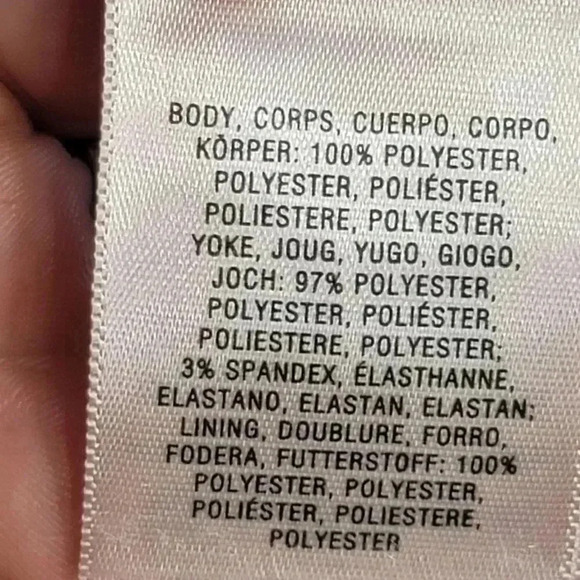 BODY, CORPS, CUERPO, CORPO,
KÖRPER: 100% POLYESTER,
POLYESTER, POLIÉSTER,
POLIESTERE, POLYESTER;
YOKE, JOUG, YUGO, GIOGO,
JOCH: 97% POLYESTER,
POLYESTER, POLIÉSTER,
POLIESTERE, POLYESTER;
3% SPANDEX, ÉLASTHANNE,
ELASTANO, ELASTAN, ELASTAN;
LINING, DOUBLURE, FORRO,
FODERA, FUTTERSTOFF: 100%
POLYESTER, POLYESTER,
POLIÉSTER, POLIESTERE,
POLYESTER